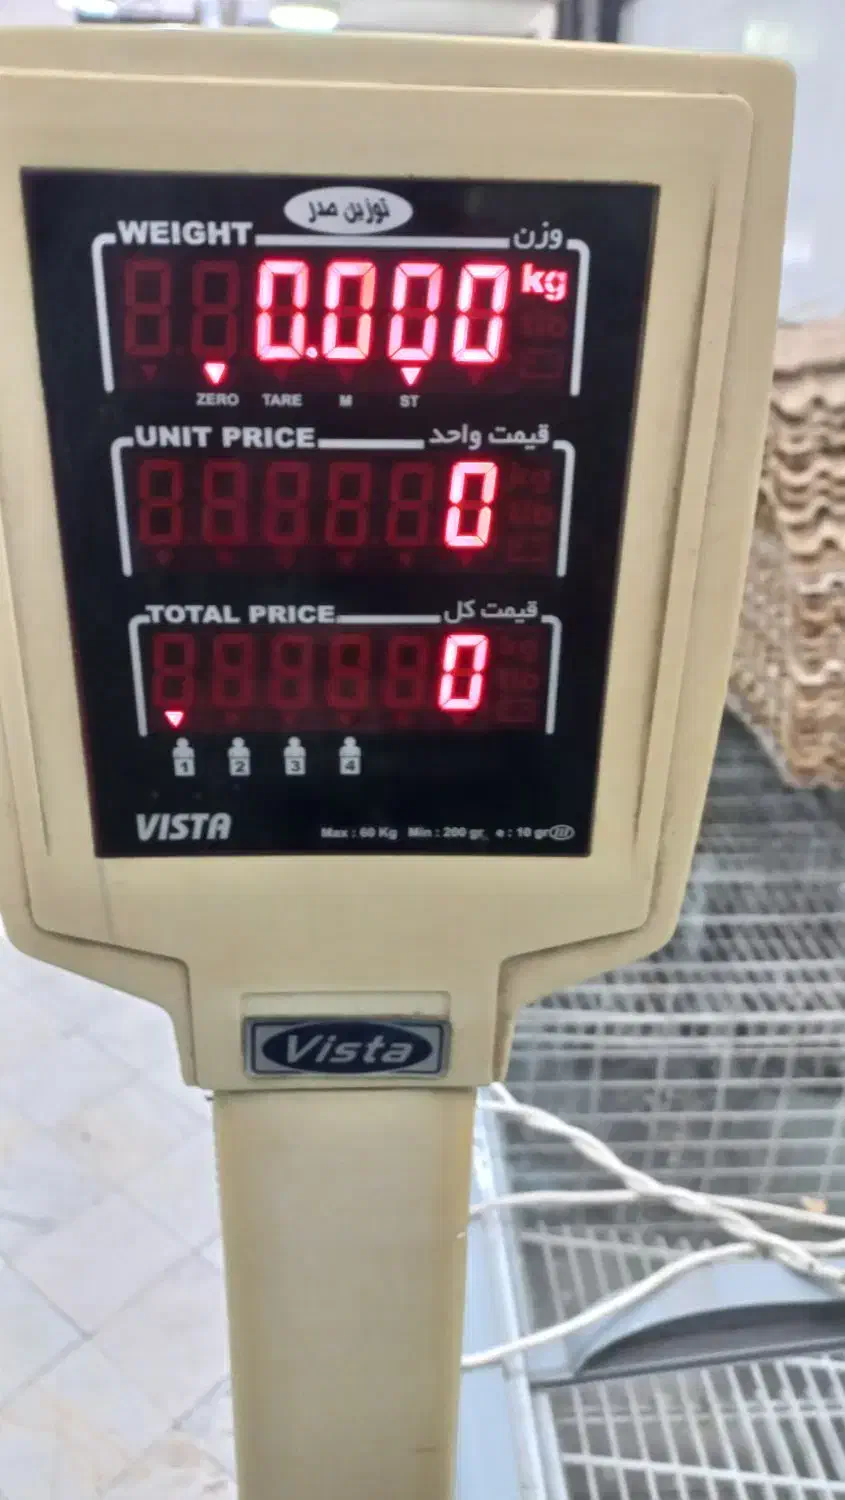 توزین صدر
WEIGHT وزن
0.000 kg
ZERO TARE M ST
UNIT PRICE قیمت واحد
0
TOTAL PRICE قیمت کل
0
1 2 3 4
VISTA Max : 60 Kg Min : 200 gr e : 10 gr III
Vista